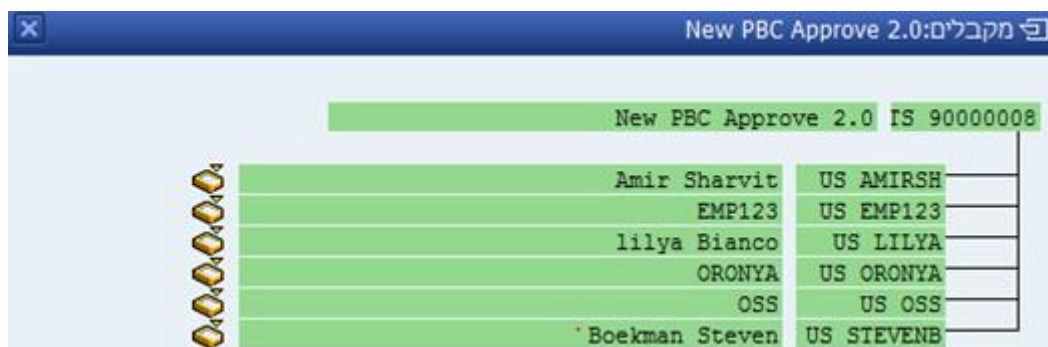 מקבלים:New PBC Approve 2.0
TS 90000008 New PBC Approve 2.0
US AMIRSH Amir Sharvit
US EMP123 EMP123
US LILYA lilya Bianco
US ORONYA ORONYA
US OSS OSS
US STEVENB Boekman Steven